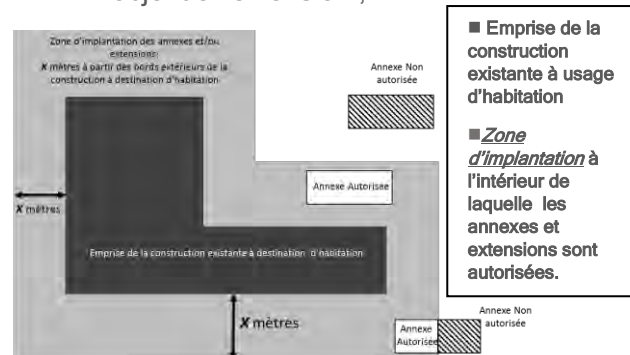 Zone d'implantation des annexes et/ou
extensions:
X mètres à partir des bords extérieurs de la
construction à destination d'habitation
Annexe Non
autorisée
Annexe Autorisée
X mètres
Emprise de la construction existante à destination d'habitation
X mètres
Annexe
Autorisée
Annexe Non
autorisée
■ Emprise de la
construction
existante à usage
d'habitation
■Zone
d'implantation à
l'intérieur de
laquelle les
annexes et
extensions sont
autorisées.